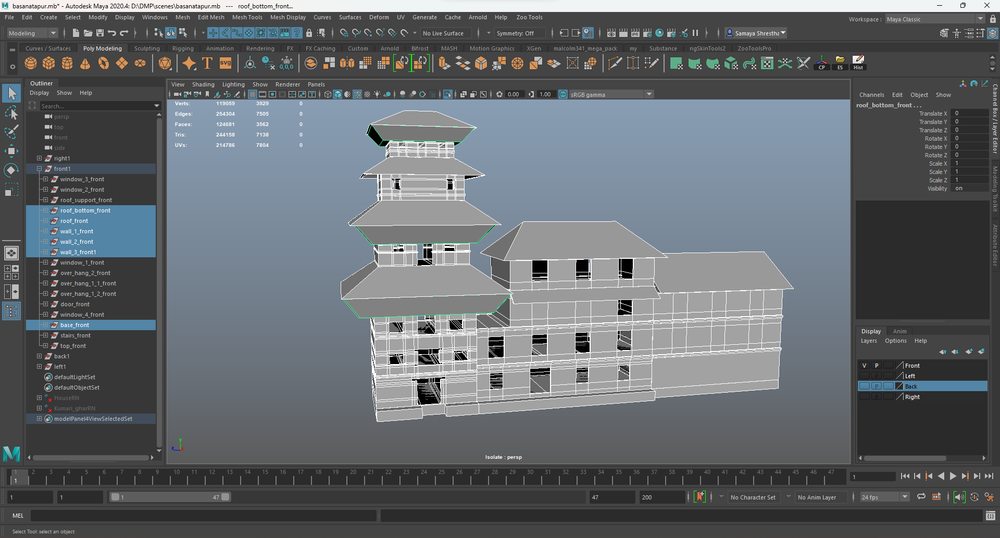 basanatapur.mb* - Autodesk Maya 2020.4: D:\DMP\scenes\basanatapur.mb   ---   roof_bottom_front...
File Edit Create Select Modify Display Windows Mesh Edit Mesh Mesh Tools Mesh Display Curves Surfaces Deform UV Generate Cache Arnold Help Zoo Tools
Workspace : Maya Classic
Modeling No Live Surface Symmetry: Off IPR Samaya Shrestha
Curves / Surfaces Poly Modeling Sculpting Rigging Animation Rendering FX FX Caching Custom Arnold Bifrost MASH Motion Graphics XGen malcolm341_mega_pack my Substance ngSkinTools2 ZooToolsPro
T svg 0,0,0 CP ES Hist
Outliner
Display Show Help
Search...
persp
top
front
side
right1
front1
window_3_front
window_2_front
roof_support_front
roof_bottom_front
roof_front
wall_1_front
wall_2_front
wall_3_front1
window_1_front
over_hang_2_front
over_hang_1_1_front
over_hang_1_2_front
door_front
window_4_front
base_front
stairs_front
top_front
back1
left1
defaultLightSet
defaultObjectSet
HouseRN
Kumari_gharRN
modelPanel4ViewSelectedSet
View Shading Lighting Show Renderer Panels
0.00 1.00 ON sRGB gamma
Verts: 119059 3929 0
Edges: 254304 7505 0
Faces: 124681 3562 0
Tris: 244158 7138 0
UVs: 214786 7804 0
y
z x
Isolate : persp
Channels Edit Object Show
roof_bottom_front . . .
Translate X 0
Translate Y 0
Translate Z 0
Rotate X 0
Rotate Y 0
Rotate Z 0
Scale X 1
Scale Y 1
Scale Z 1
Visibility on
Channel Box / Layer Editor
Modeling Toolkit
Attribute Editor
Display Anim
Layers Options Help
V P Front
P Left
P Back
P Right
1 2 3 4 5 6 7 8 9 10 11 12 13 14 15 16 17 18 19 20 21 22 23 24 25 26 27 28 29 30 31 32 33 34 35 36 37 38 39 40 41 42 43 44 45 46 47
1 1
1 1 1 47 47 200 No Character Set No Anim Layer 24 fps
MEL
Select Tool: select an object